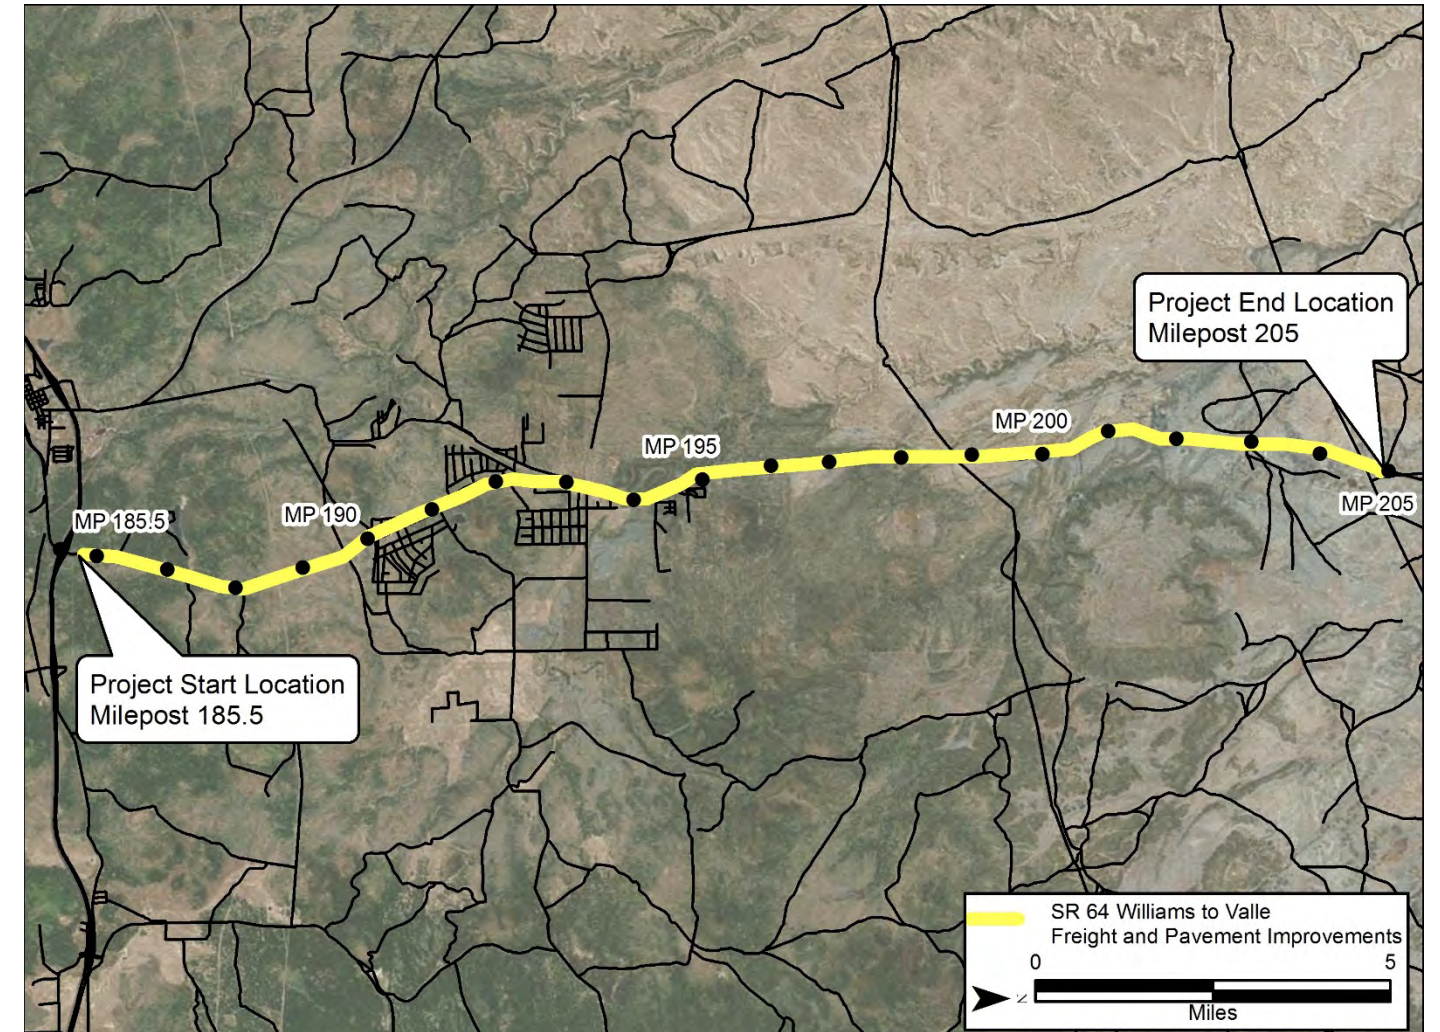 Project End Location
Milepost 205
MP 200
MP 195
MP 205
MP 190
MP 185.5
Project Start Location
Milepost 185.5
SR 64 Williams to Valle
Freight and Pavement Improvements
0 5
N
Miles